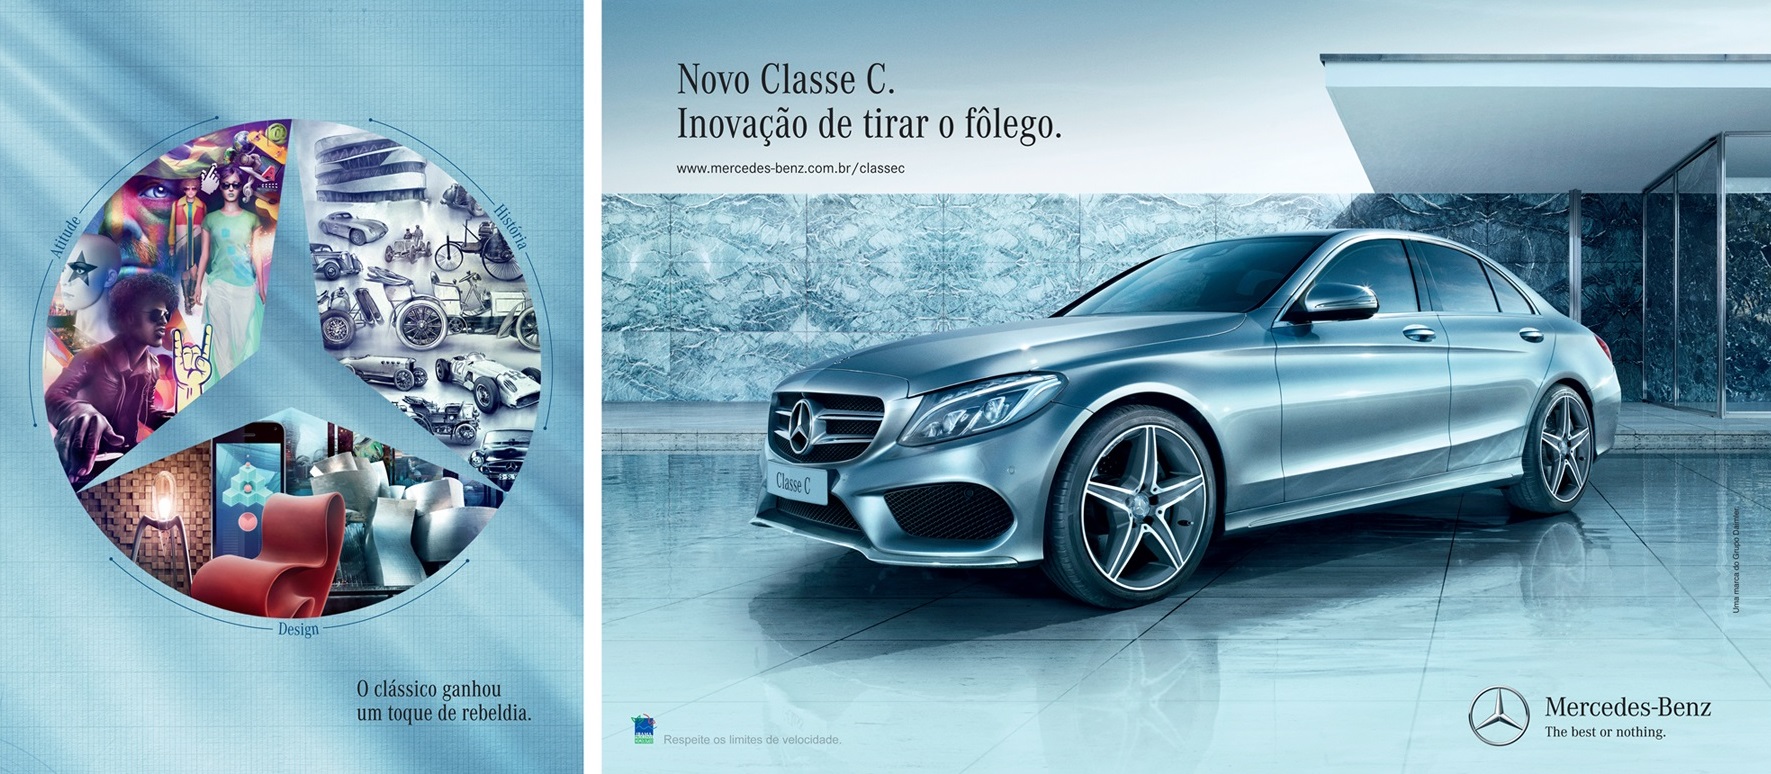 Atitude
História
Design
O clássico ganhou
um toque de rebeldia.
Novo Classe C.
Inovação de tirar o fôlego.
www.mercedes-benz.com.br/classec
Classe C
Uma marca do Grupo Daimler.
IBAMA
Respeite os limites de velocidade.
Mercedes-Benz
The best or nothing.